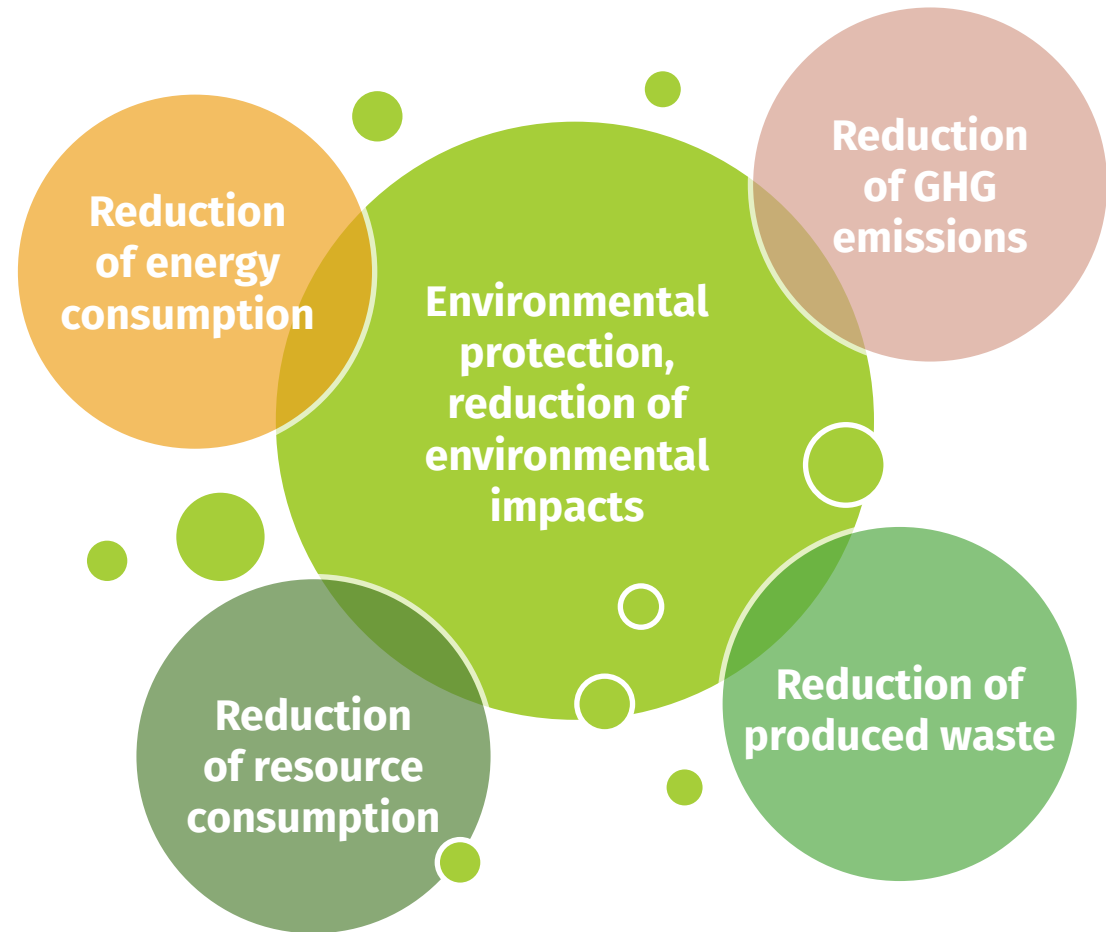 Reduction
of energy
consumption
Reduction
of GHG
emissions
Environmental
protection,
reduction of
environmental
impacts
Reduction
of resource
consumption
Reduction of
produced waste